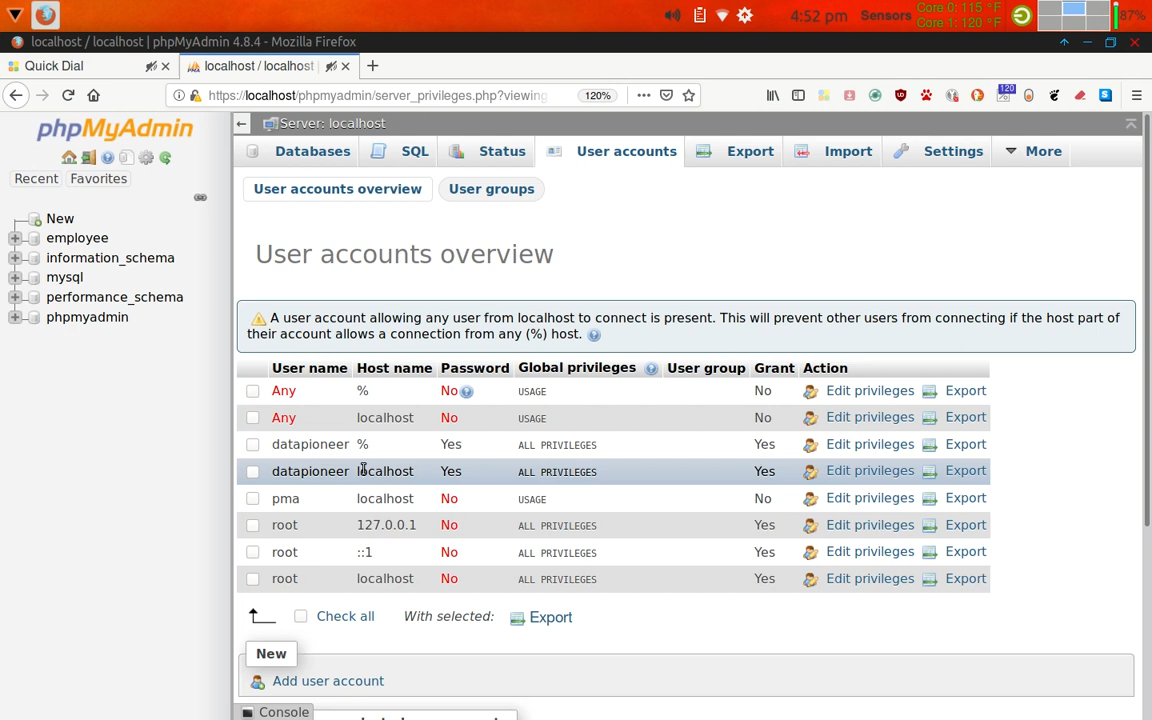 4:52 pm
Sensors
Core 0: 115 °F
Core 1: 120 °F
87%
localhost / localhost | phpMyAdmin 4.8.4 - Mozilla Firefox
Quick Dial
localhost / localhost |
https://localhost/phpmyadmin/server_privileges.php?viewing
120%
120
phpMyAdmin
Server: localhost
Databases SQL Status User accounts Export Import Settings More
Recent Favorites
User accounts overview User groups
New
employee
information_schema
mysql
performance_schema
phpmyadmin
User accounts overview
A user account allowing any user from localhost to connect is present. This will prevent other users from connecting if the host part of
their account allows a connection from any (%) host.
User name Host name Password Global privileges User group Grant Action
Any % No USAGE No Edit privileges Export
Any localhost No USAGE No Edit privileges Export
datapioneer % Yes ALL PRIVILEGES Yes Edit privileges Export
datapioneer localhost Yes ALL PRIVILEGES Yes Edit privileges Export
pma localhost No USAGE No Edit privileges Export
root 127.0.0.1 No ALL PRIVILEGES Yes Edit privileges Export
root ::1 No ALL PRIVILEGES Yes Edit privileges Export
root localhost No ALL PRIVILEGES Yes Edit privileges Export
Check all With selected: Export
New
Add user account
Console